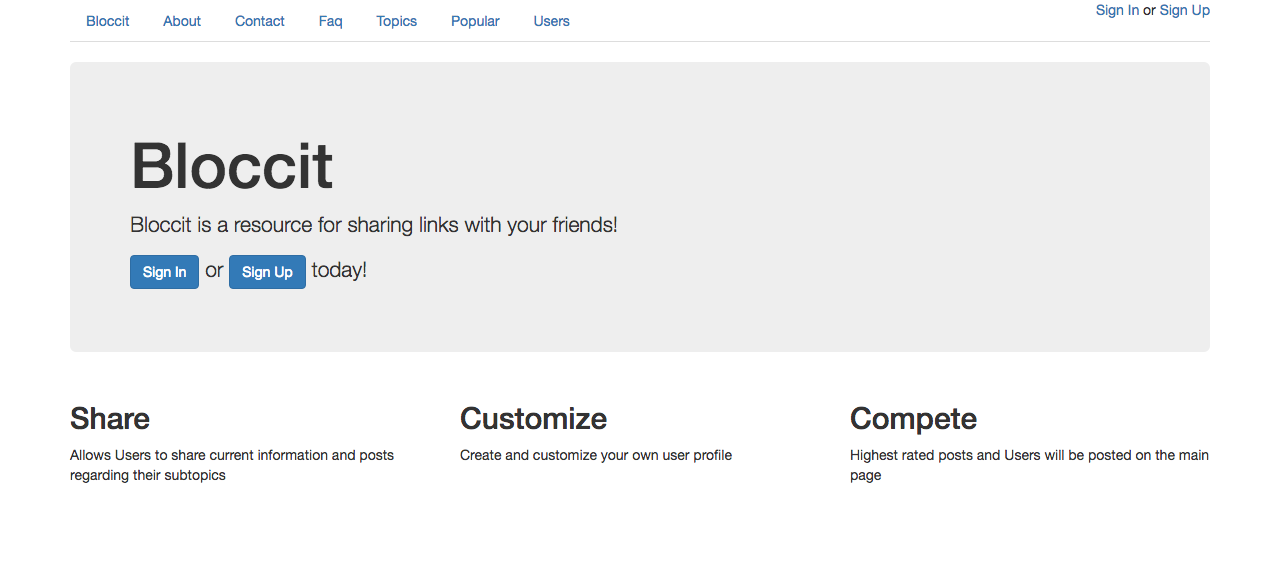 Bloccit About Contact Faq Topics Popular Users Sign In or Sign Up
Bloccit
Bloccit is a resource for sharing links with your friends!
Sign In or Sign Up today!
Share
Allows Users to share current information and posts
regarding their subtopics
Customize
Create and customize your own user profile
Compete
Highest rated posts and Users will be posted on the main
page